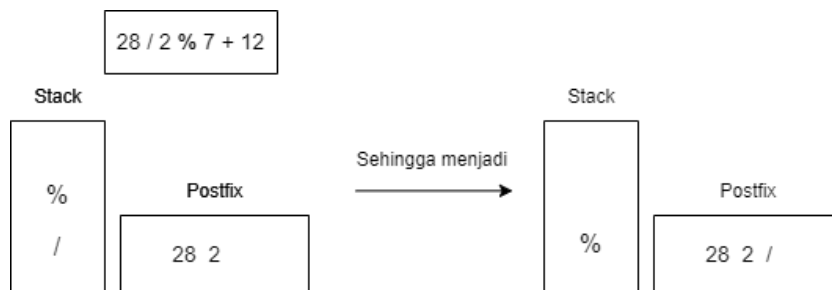 28 / 2 % 7 + 12
Stack
%
/
Postfix
28 2
Sehingga menjadi
Stack
%
Postfix
28 2 /